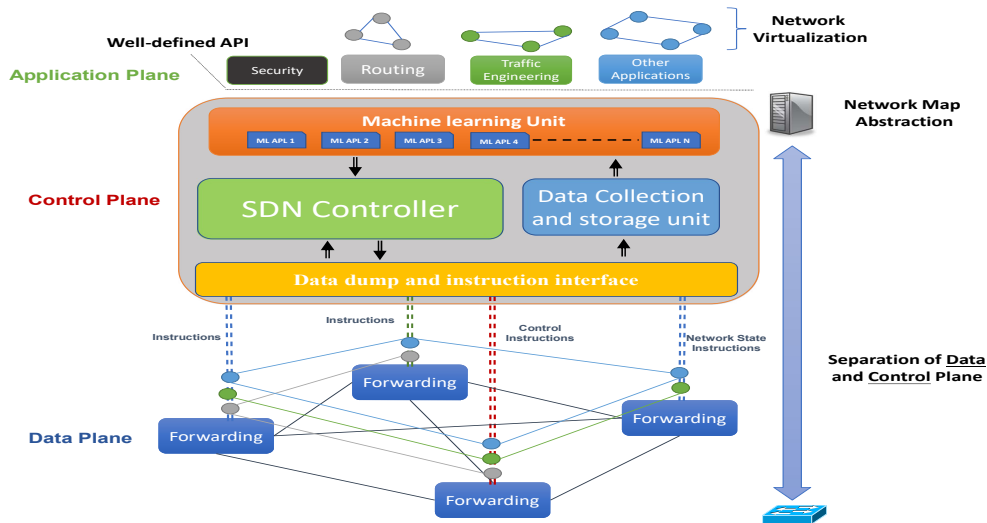 Network
Virtualization
Well-defined API
Application Plane
Security
Routing
Traffic
Engineering
Other
Applications
Network Map
Abstraction
Machine learning Unit
ML APL 1
ML APL 2
ML APL 3
ML APL 4
ML APL N
Control Plane
SDN Controller
Data Collection
and storage unit
Data dump and instruction interface
Instructions
Instructions
Control
Instructions
Network State
Instructions
Separation of Data
and Control Plane
Data Plane
Forwarding
Forwarding
Forwarding
Forwarding